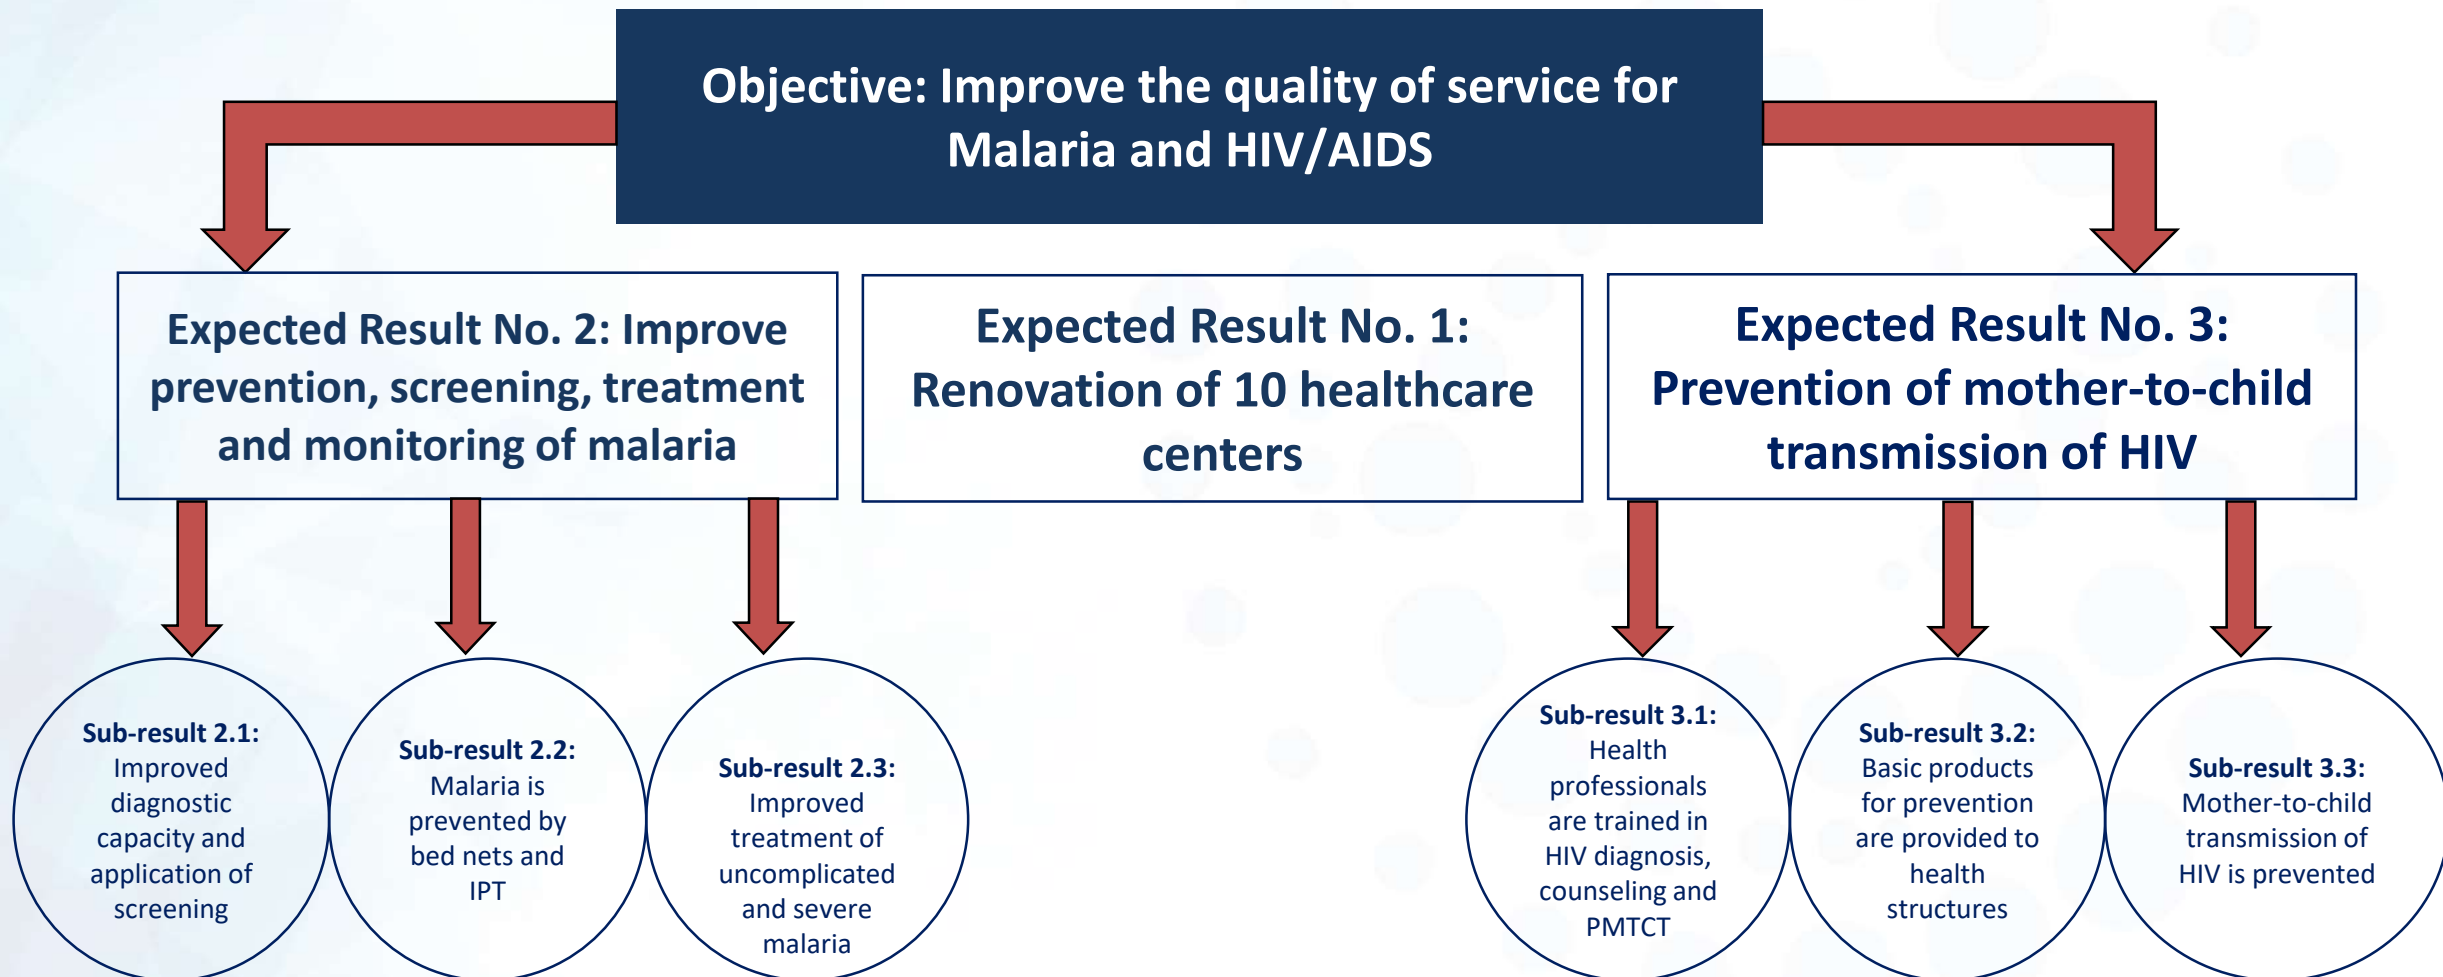 Objective: Improve the quality of service for
Malaria and HIV/AIDS
Expected Result No. 2: Improve
prevention, screening, treatment
and monitoring of malaria
Expected Result No. 1:
Renovation of 10 healthcare
centers
Expected Result No. 3:
Prevention of mother-to-child
transmission of HIV
Sub-result 2.1:
Improved
diagnostic
capacity and
application of
screening
Sub-result 2.2:
Malaria is
prevented by
bed nets and
IPT
Sub-result 2.3:
Improved
treatment of
uncomplicated
and severe
malaria
Sub-result 3.1:
Health
professionals
are trained in
HIV diagnosis,
counseling and
PMTCT
Sub-result 3.2:
Basic products
for prevention
are provided to
health
structures
Sub-result 3.3:
Mother-to-child
transmission of
HIV is prevented